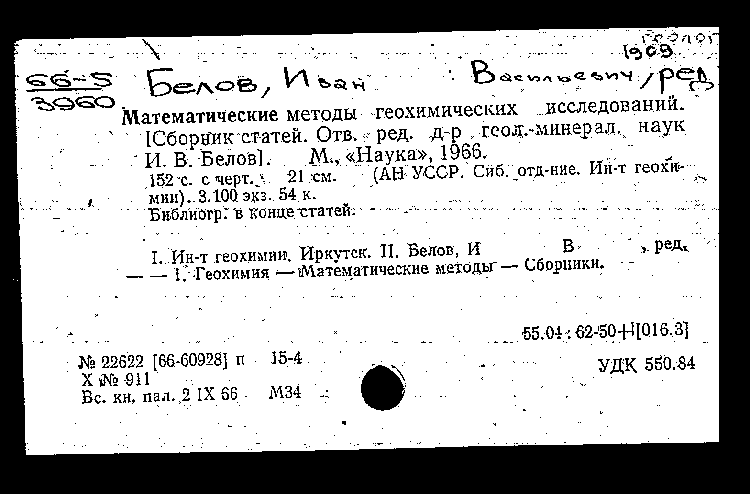 геолог
1909
66-5
3960
Белов, Иван Васильевич, ред.
Математические методы геохимических исследований.
[Сборник статей. Отв. ред. д-р геол.-минерал. наук
И. В. Белов]. М., «Наука», 1966.
152 с. с черт. 21 см. (АН УССР. Сиб. отд-ние. Ин-т геохи-
мии). 3.100 экз. 54 к.
Библиогр. в конце статей.
I. Ин-т геохимии. Иркутск. II. Белов, И В , ред.
— — 1. Геохимия — Математические методы — Сборники.
55.04 : 62-50+[016.3]
№ 22622 [66-60928] п 15-4
УДК 550.84
X № 911
Вс. кн. пал. 2 IX 66 М34